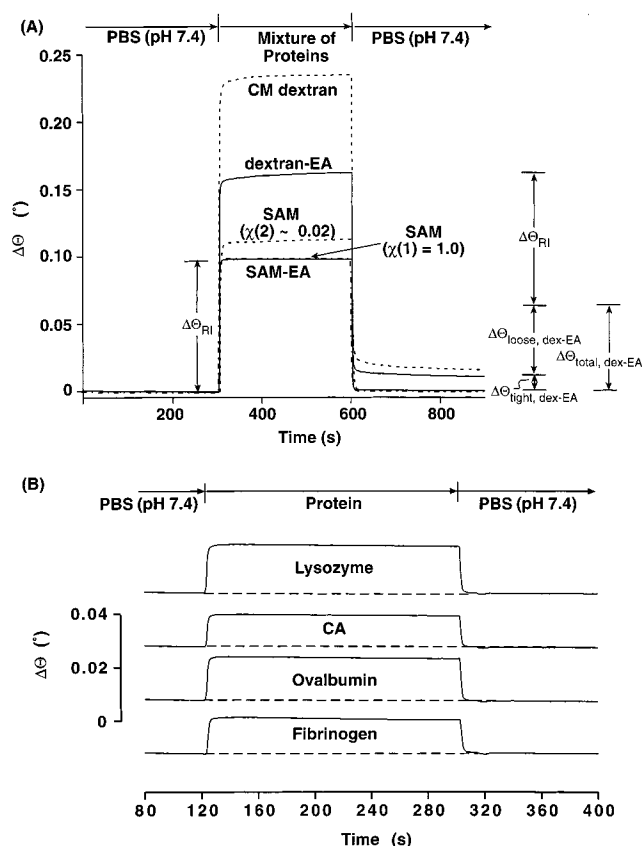 (A)
PBS (pH 7.4)
Mixture of
Proteins
PBS (pH 7.4)
0.25
0.20
0.15
0.10
0.05
0
ΔΘ (°)
CM dextran
dextran-EA
SAM
(χ(2) ~ 0.02)
SAM
(χ(1) = 1.0)
SAM-EA
ΔΘRI
ΔΘRI
ΔΘloose, dex-EA
ΔΘtotal, dex-EA
ΔΘtight, dex-EA
200
400
600
800
Time (s)
(B)
PBS (pH 7.4)
Protein
PBS (pH 7.4)
Lysozyme
CA
Ovalbumin
Fibrinogen
0.04
0.02
0
ΔΘ (°)
80
120
160
200
240
280
320
360
400
Time (s)